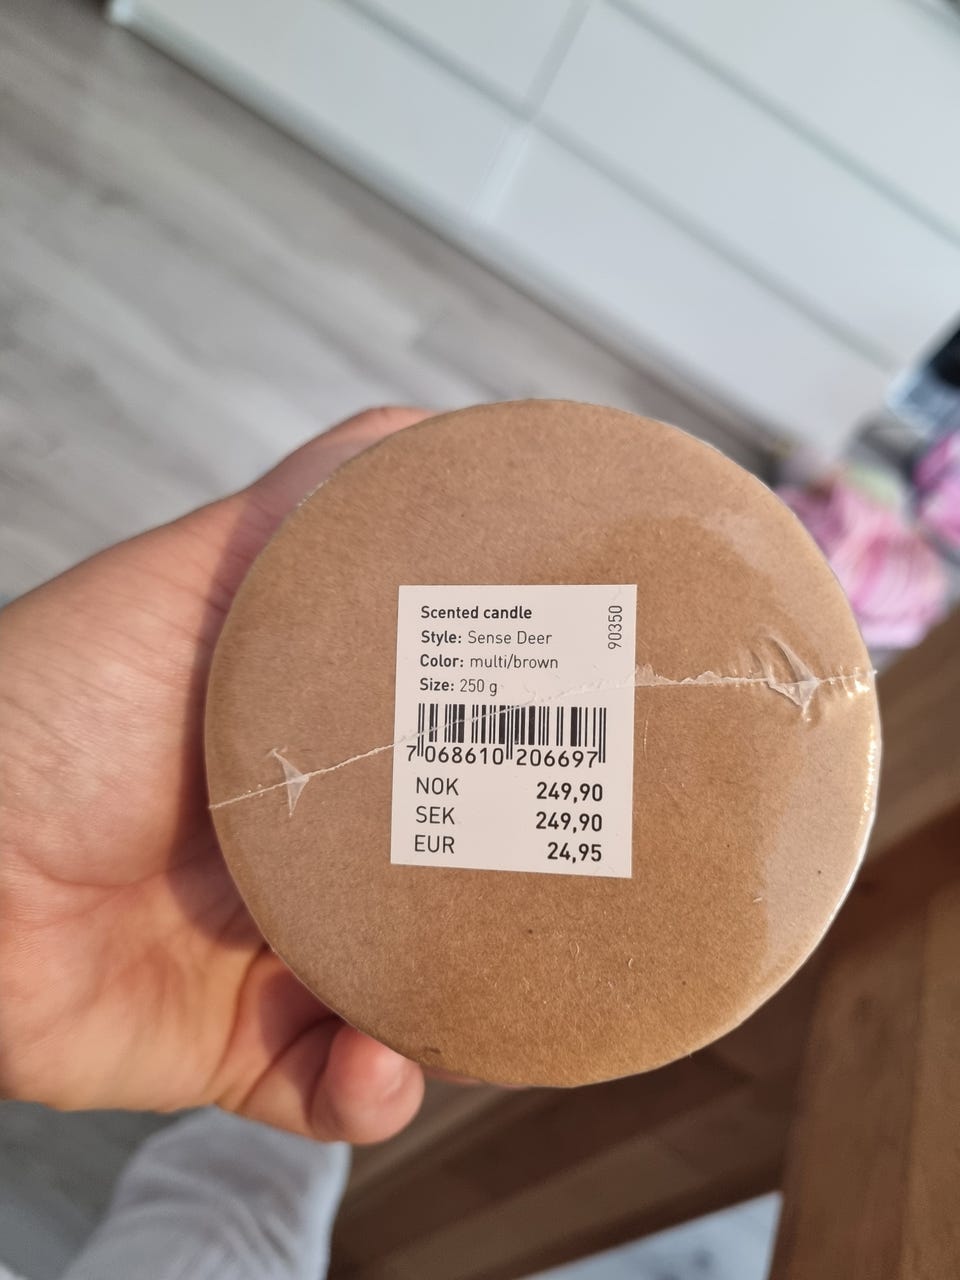 Scented candle
Style: Sense Deer
Color: multi/brown
Size: 250 g
90350
7 068610 206697
NOK 249,90
SEK 249,90
EUR 24,95